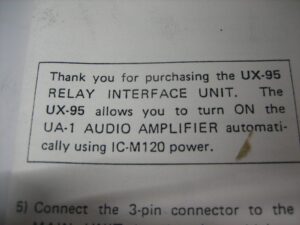 Thank you for purchasing the UX-95
RELAY INTERFACE UNIT. The
UX-95 allows you to turn ON the
UA-1 AUDIO AMPLIFIER automati-
cally using IC-M120 power.
5) Connect the 3-pin connector to the